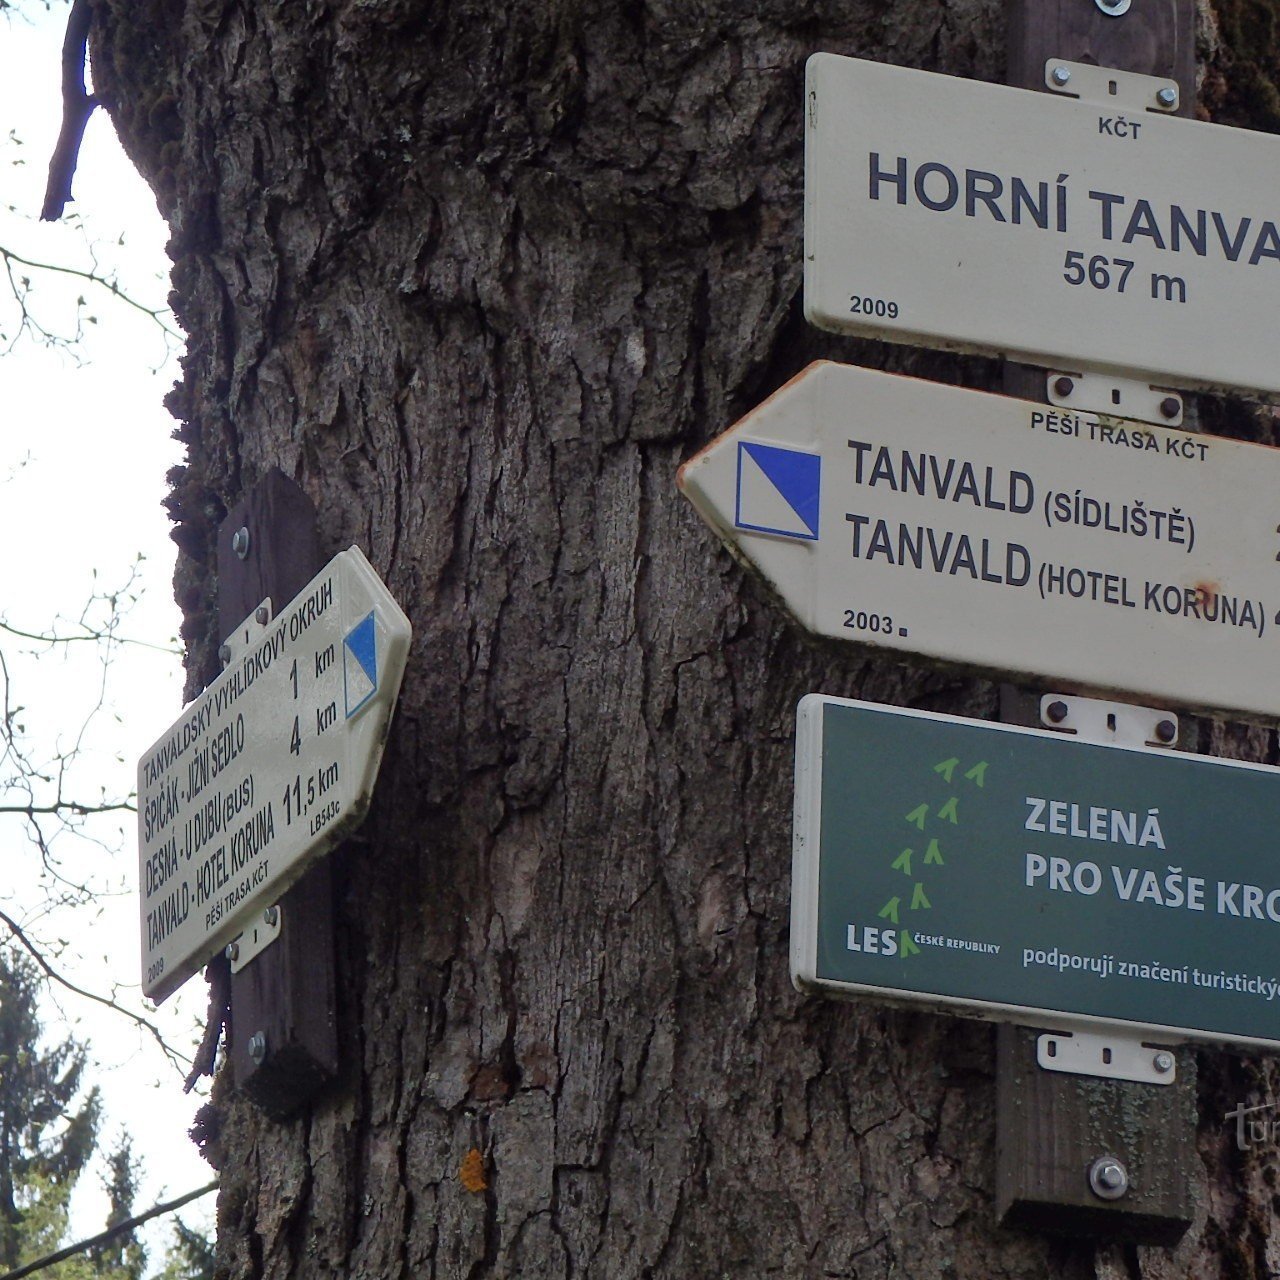 KČT
HORNÍ TANVA
567 m
2009
PĚŠÍ TRASA KČT
TANVALD (SÍDLIŠTĚ)
TANVALD (HOTEL KORUNA)
2003
TANVALDSKÝ VYHLÍDKOVÝ OKRUH
ŠPIČÁK - JIŽNÍ SEDLO 1 km
DESNÁ - U DUBU (BUS) 4 km
TANVALD - HOTEL KORUNA 11,5 km
PĚŠÍ TRASA KČT LB543c
2009
ZELENÁ
PRO VAŠE KRO
LESY ČESKÉ REPUBLIKY
podporují značení turistický